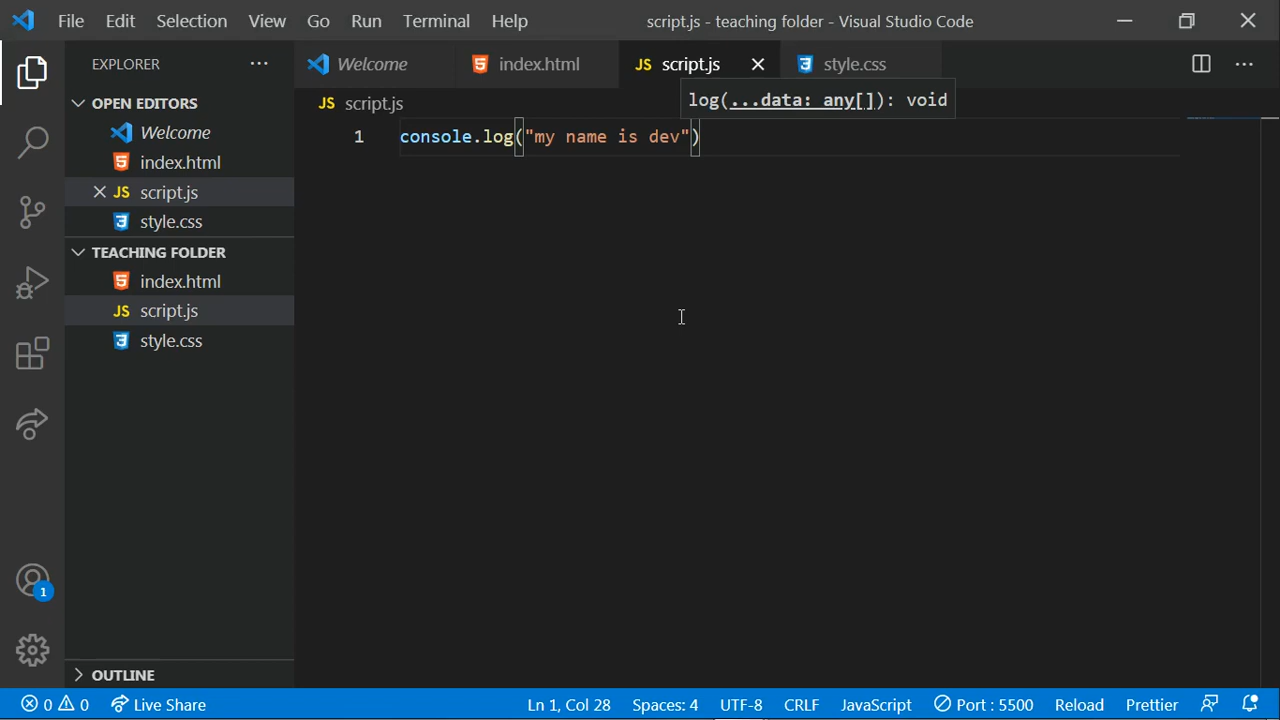 File Edit Selection View Go Run Terminal Help script.js - teaching folder - Visual Studio Code
EXPLORER
Welcome index.html JS script.js style.css
OPEN EDITORS
Welcome
index.html
JS script.js
style.css
TEACHING FOLDER
index.html
JS script.js
style.css
OUTLINE
JS script.js
log(...data: any[]): void
1 console.log("my name is dev")
1
0 0 Live Share Ln 1, Col 28 Spaces: 4 UTF-8 CRLF JavaScript Port : 5500 Reload Prettier